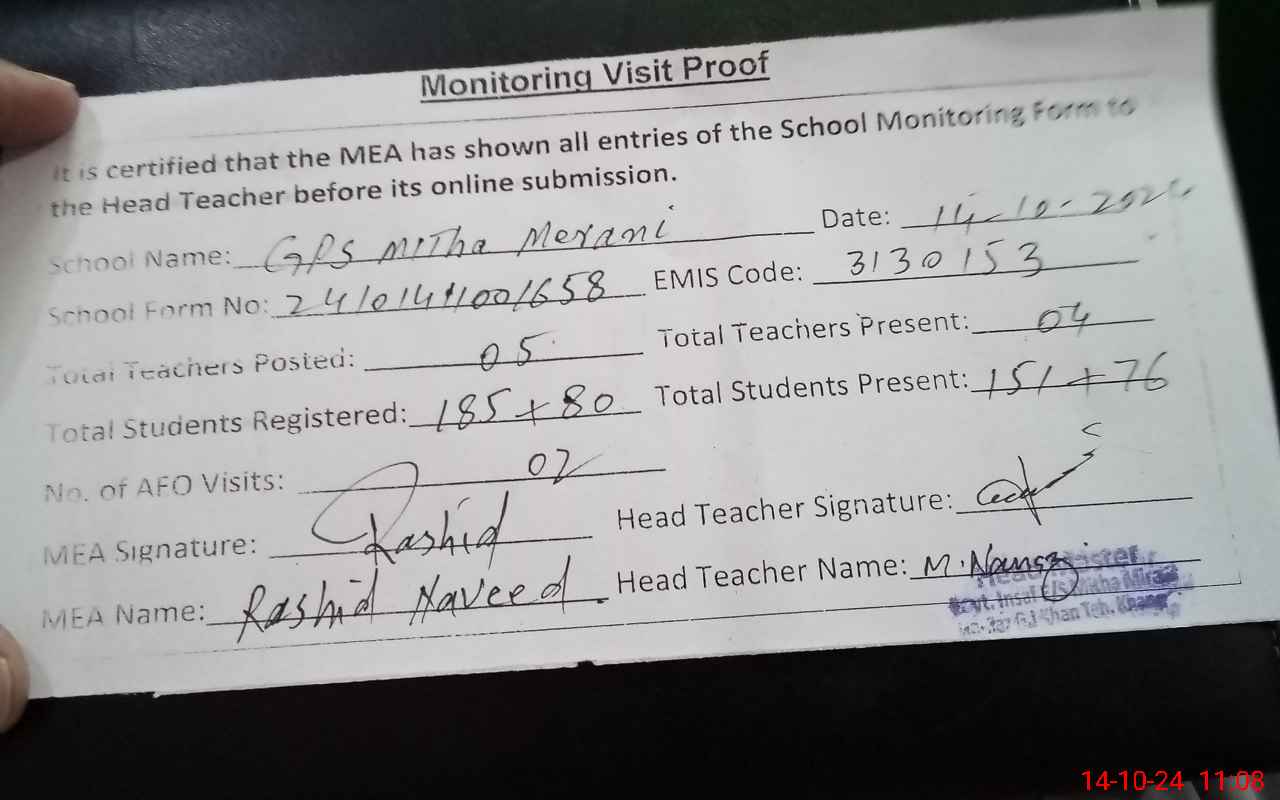 Monitoring Visit Proof
It is certified that the MEA has shown all entries of the School Monitoring Form to
the Head Teacher before its online submission.
School Name: GPS Mitha Merani Date: 14-10-2024
School Form No: EMIS Code: 3130153
Total Teachers Posted: 05 Total Teachers Present: 04
Total Students Registered: 185+80 Total Students Present: 151+76
No. of AFO Visits: 02
MEA Signature: Rashid Head Teacher Signature:
MEA Name: Rashid Naveed Head Teacher Name: M.
14-10-24 11:08